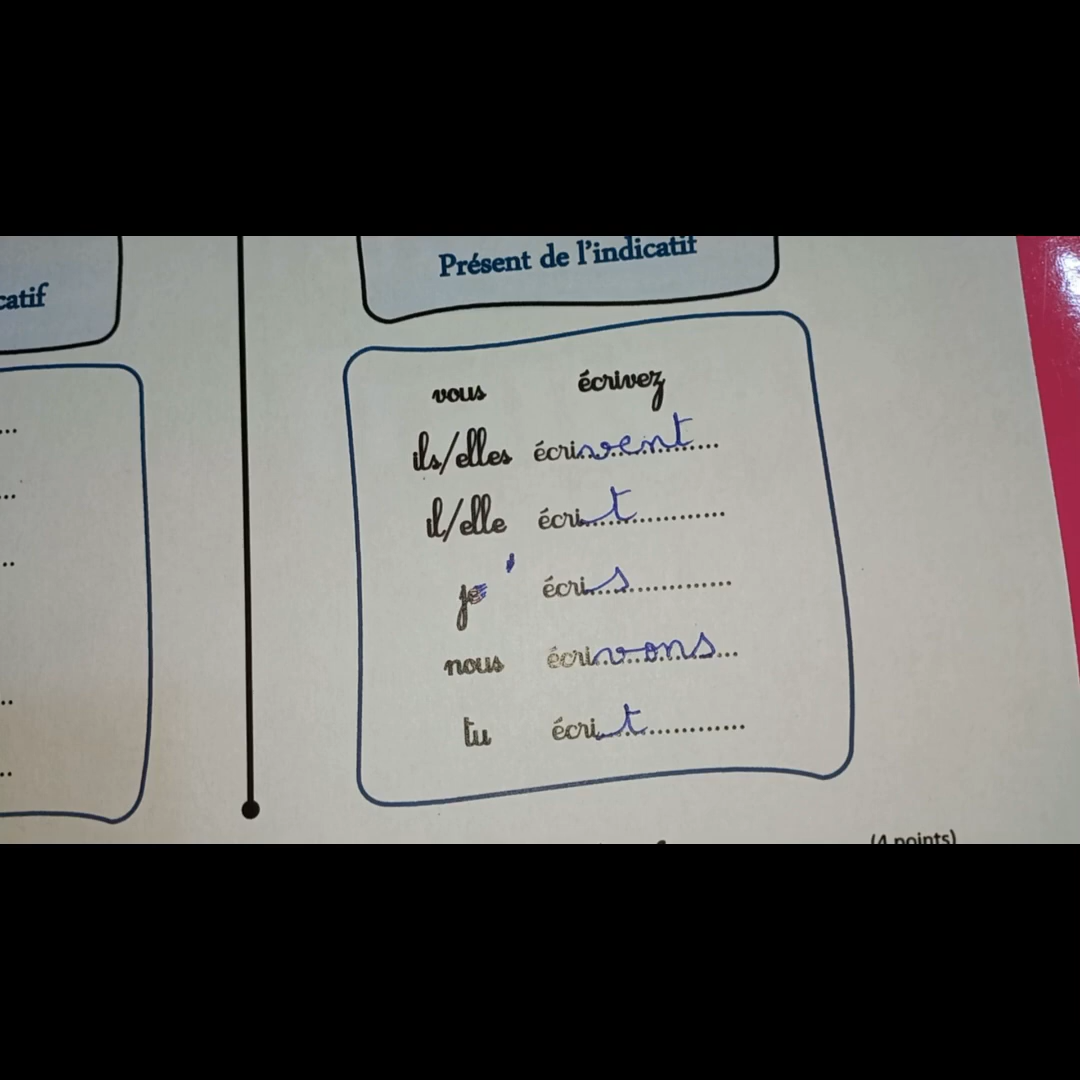 catif
Présent de l'indicatif
vous écrivez
ils/elles écrivent
il/elle écrit
j' écris
nous écrivons
tu écrit
(4 points)